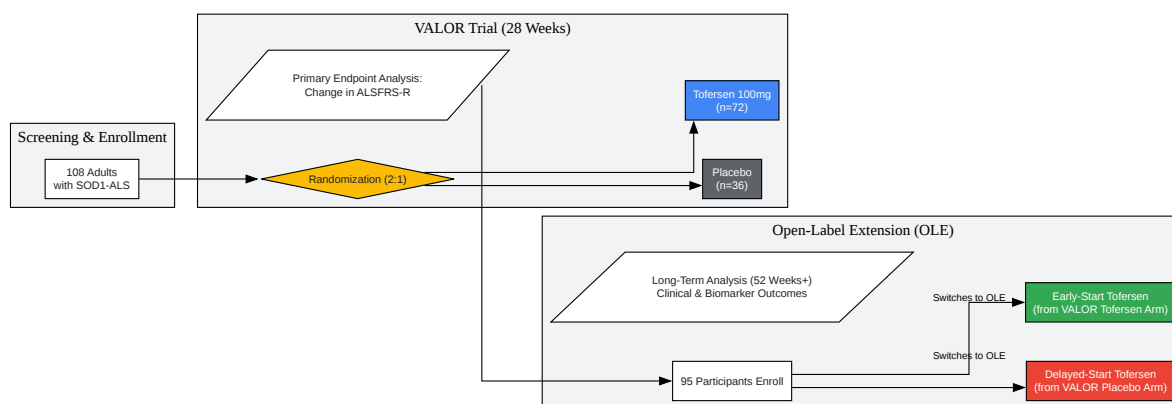 VALOR Trial (28 Weeks)
Primary Endpoint Analysis:
Change in ALSFRS-R
Tofersen 100mg
(n=72)
Screening & Enrollment
108 Adults
with SOD1-ALS
Randomization (2:1)
Placebo
(n=36)
Open-Label Extension (OLE)
Long-Term Analysis (52 Weeks+)
Clinical & Biomarker Outcomes
Switches to OLE
Early-Start Tofersen
(from VALOR Tofersen Arm)
Switches to OLE
95 Participants Enroll
Delayed-Start Tofersen
(from VALOR Placebo Arm)